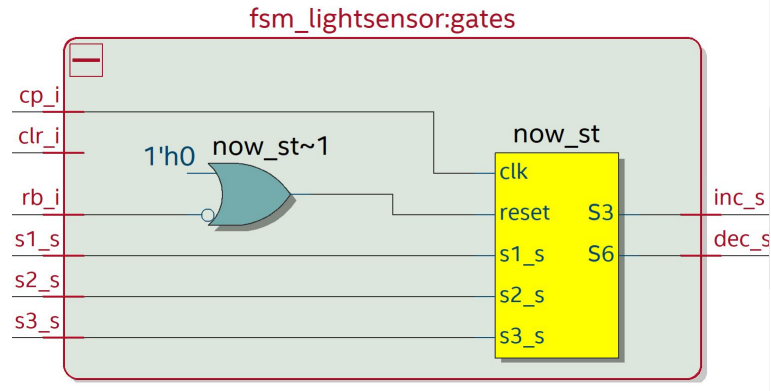 fsm_lightsensor:gates
cp_i
clr_i
1'h0
now_st~1
now_st
clk
rb_i
reset
S3
inc_s
s1_s
s1_s
S6
dec_s
s2_s
s2_s
s3_s
s3_s